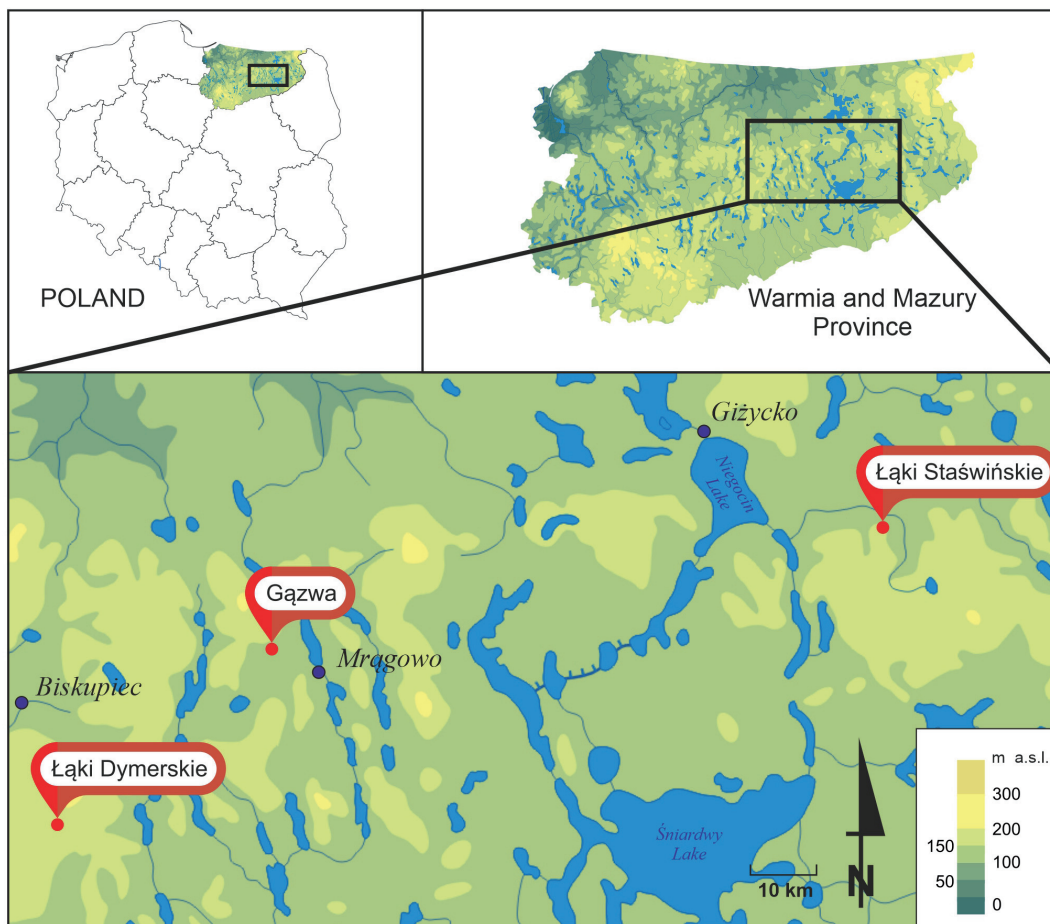 POLAND
Warmia and Mazury
Province
Giżycko
Niegocin
Lake
Łąki Staświńskie
Gązwa
Mrągowo
Biskupiec
Łąki Dymerskie
Śniardwy
Lake
10 km
N
m a.s.l.
300
200
150
100
50
0